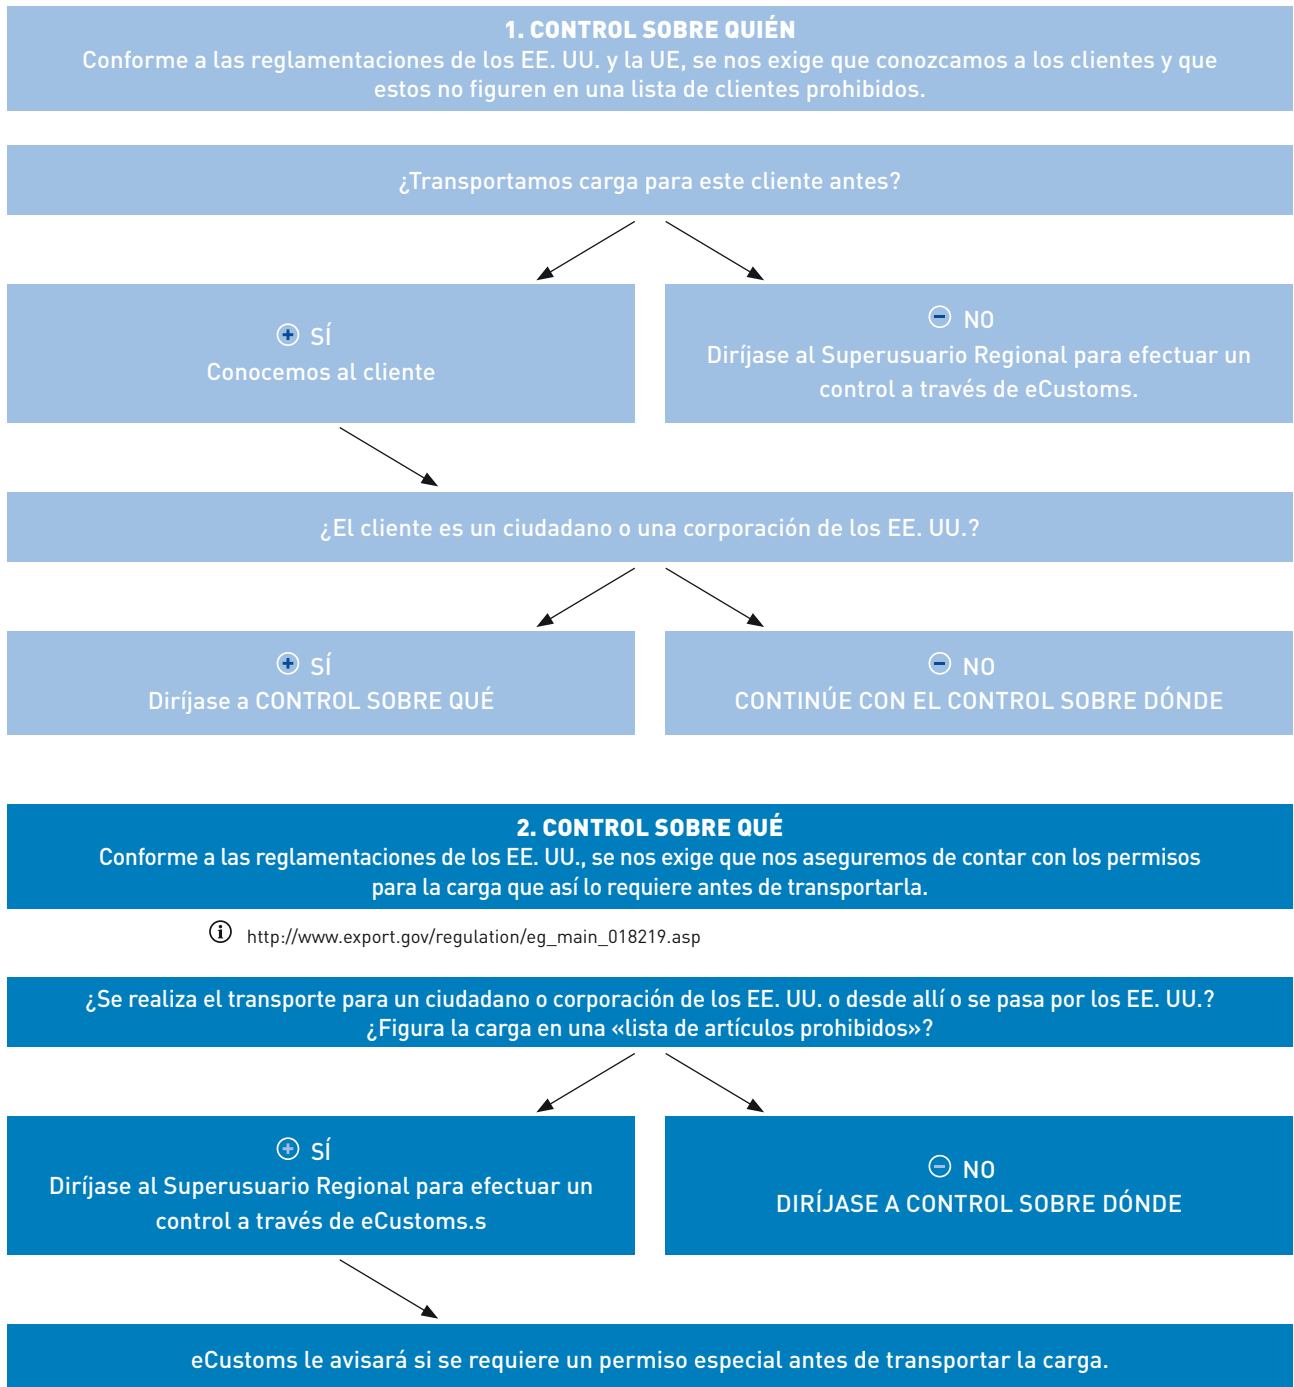 1. CONTROL SOBRE QUIÉN
Conforme a las reglamentaciones de los EE. UU. y la UE, se nos exige que conozcamos a los clientes y que
estos no figuren en una lista de clientes prohibidos.
¿Transportamos carga para este cliente antes?
SÍ
Conocemos al cliente
NO
Diríjase al Superusuario Regional para efectuar un
control a través de eCustoms.
¿El cliente es un ciudadano o una corporación de los EE. UU.?
SÍ
Diríjase a CONTROL SOBRE QUÉ
NO
CONTINÚE CON EL CONTROL SOBRE DÓNDE
2. CONTROL SOBRE QUÉ
Conforme a las reglamentaciones de los EE. UU., se nos exige que nos aseguremos de contar con los permisos
para la carga que así lo requiere antes de transportarla.
http://www.export.gov/regulation/eg_main_018219.asp
¿Se realiza el transporte para un ciudadano o corporación de los EE. UU. o desde allí o se pasa por los EE. UU.?
¿Figura la carga en una «lista de artículos prohibidos»?
SÍ
Diríjase al Superusuario Regional para efectuar un
control a través de eCustoms.s
NO
DIRÍJASE A CONTROL SOBRE DÓNDE
eCustoms le avisará si se requiere un permiso especial antes de transportar la carga.